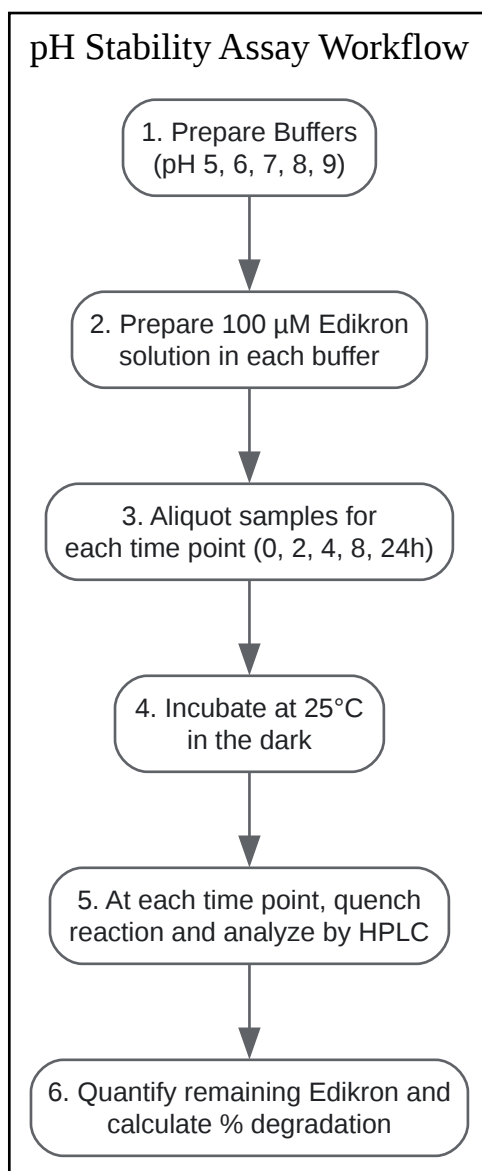 pH Stability Assay Workflow
1. Prepare Buffers
(pH 5, 6, 7, 8, 9)
2. Prepare 100 µM Edikron
solution in each buffer
3. Aliquot samples for
each time point (0, 2, 4, 8, 24h)
4. Incubate at 25°C
in the dark
5. At each time point, quench
reaction and analyze by HPLC
6. Quantify remaining Edikron and
calculate % degradation